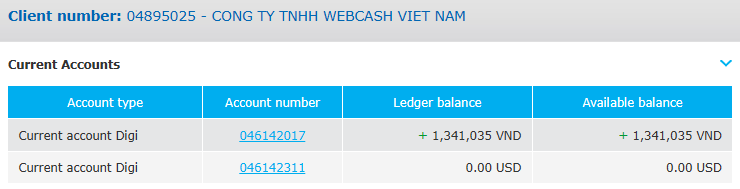 Client number: 04895025 - CONG TY TNHH WEBCASH VIET NAM
Current Accounts
Account type Account number Ledger balance Available balance
Current account Digi 046142017 + 1,341,035 VND + 1,341,035 VND
Current account Digi 046142311 0.00 USD 0.00 USD